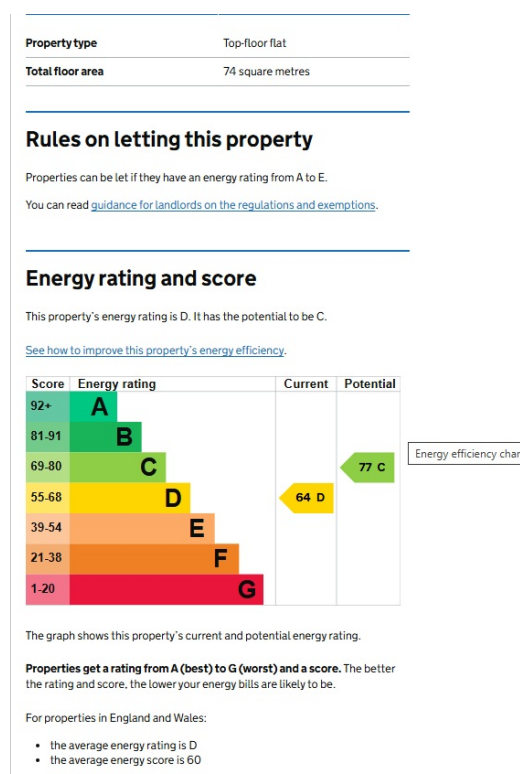 Property type Top-floor flat
Total floor area 74 square metres
Rules on letting this property
Properties can be let if they have an energy rating from A to E.
You can read guidance for landlords on the regulations and exemptions.
Energy rating and score
This property's energy rating is D. It has the potential to be C.
See how to improve this property's energy efficiency.
Score Energy rating Current Potential
92+ A
81-91 B
69-80 C 77 C
55-68 D 64 D
39-54 E
21-38 F
1-20 G
Energy efficiency char
The graph shows this property's current and potential energy rating.
Properties get a rating from A (best) to G (worst) and a score. The better
the rating and score, the lower your energy bills are likely to be.
For properties in England and Wales:
• the average energy rating is D
• the average energy score is 60